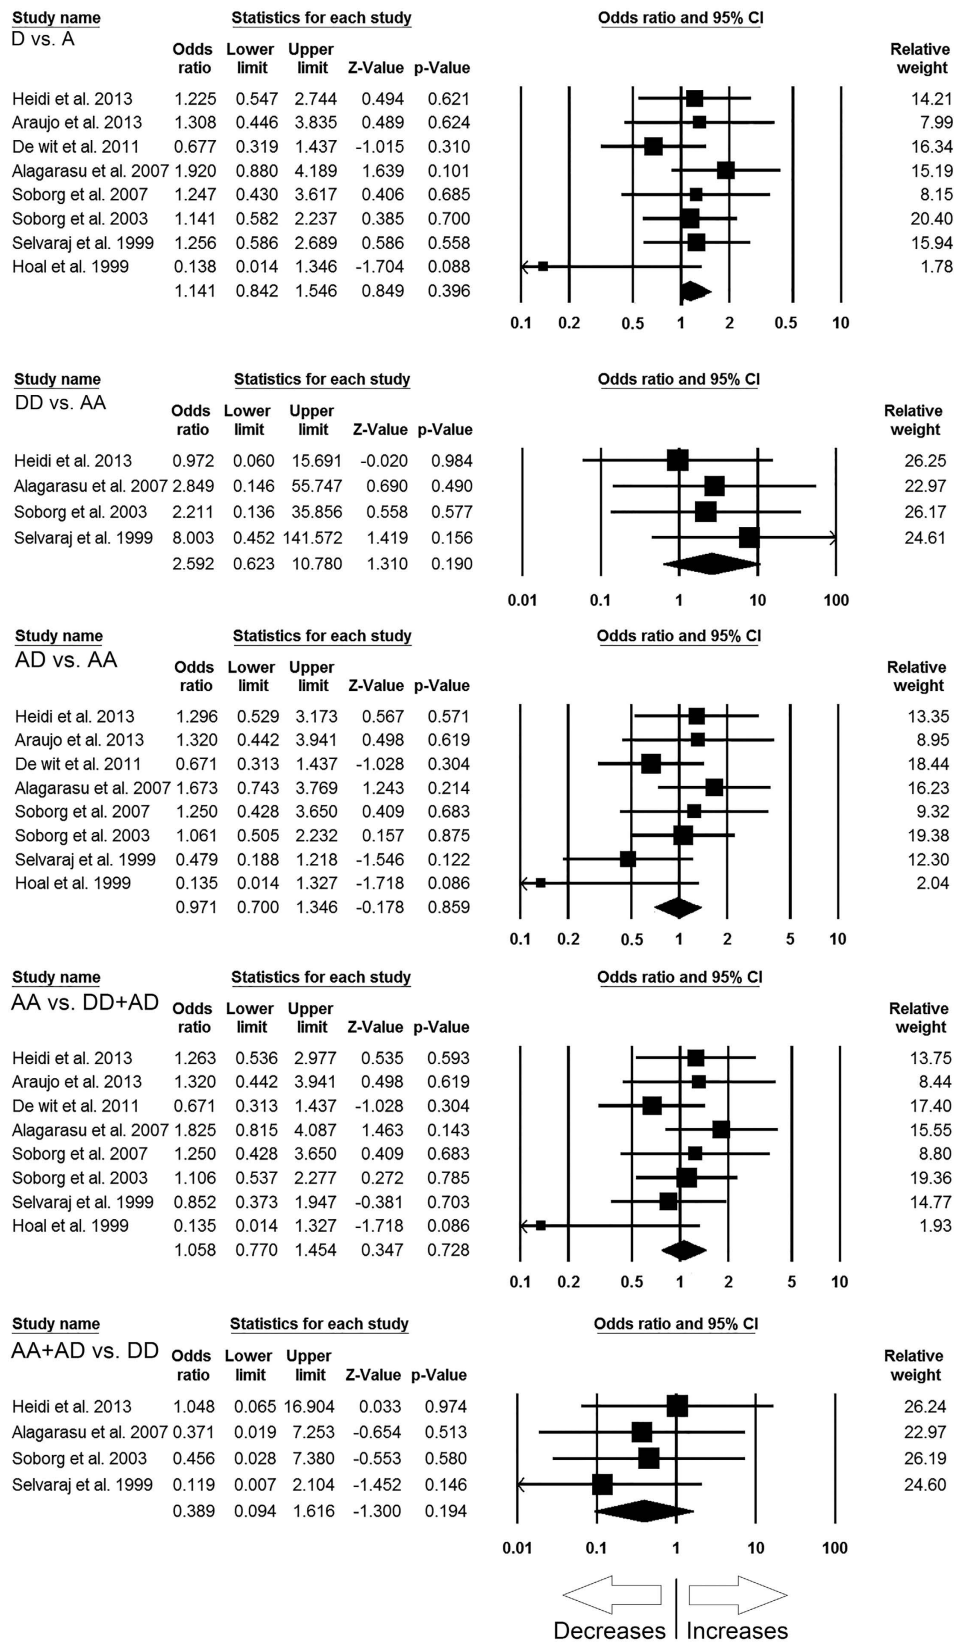 Study name Statistics for each study Odds ratio and 95% CI
D vs. A
Odds Lower Upper Relative
ratio limit limit Z-Value p-Value weight
Heidi et al. 2013 1.225 0.547 2.744 0.494 0.621 14.21
Araujo et al. 2013 1.308 0.446 3.835 0.489 0.624 7.99
De wit et al. 2011 0.677 0.319 1.437 -1.015 0.310 16.34
Alagarasu et al. 2007 1.920 0.880 4.189 1.639 0.101 15.19
Soborg et al. 2007 1.247 0.430 3.617 0.406 0.685 8.15
Soborg et al. 2003 1.141 0.582 2.237 0.385 0.700 20.40
Selvaraj et al. 1999 1.256 0.586 2.689 0.586 0.558 15.94
Hoal et al. 1999 0.138 0.014 1.346 -1.704 0.088 1.78
1.141 0.842 1.546 0.849 0.396
0.1 0.2 0.5 1 2 0.5 10
Study name Statistics for each study Odds ratio and 95% CI
DD vs. AA
Odds Lower Upper Relative
ratio limit limit Z-Value p-Value weight
Heidi et al. 2013 0.972 0.060 15.691 -0.020 0.984 26.25
Alagarasu et al. 2007 2.849 0.146 55.747 0.690 0.490 22.97
Soborg et al. 2003 2.211 0.136 35.856 0.558 0.577 26.17
Selvaraj et al. 1999 8.003 0.452 141.572 1.419 0.156 24.61
2.592 0.623 10.780 1.310 0.190
0.01 0.1 1 10 100
Study name Statistics for each study Odds ratio and 95% CI
AD vs. AA
Odds Lower Upper Relative
ratio limit limit Z-Value p-Value weight
Heidi et al. 2013 1.296 0.529 3.173 0.567 0.571 13.35
Araujo et al. 2013 1.320 0.442 3.941 0.498 0.619 8.95
De wit et al. 2011 0.671 0.313 1.437 -1.028 0.304 18.44
Alagarasu et al. 2007 1.673 0.743 3.769 1.243 0.214 16.23
Soborg et al. 2007 1.250 0.428 3.650 0.409 0.683 9.32
Soborg et al. 2003 1.061 0.505 2.232 0.157 0.875 19.38
Selvaraj et al. 1999 0.479 0.188 1.218 -1.546 0.122 12.30
Hoal et al. 1999 0.135 0.014 1.327 -1.718 0.086 2.04
0.971 0.700 1.346 -0.178 0.859
0.1 0.2 0.5 1 2 5 10
Study name Statistics for each study Odds ratio and 95% CI
AA vs. DD+AD
Odds Lower Upper Relative
ratio limit limit Z-Value p-Value weight
Heidi et al. 2013 1.263 0.536 2.977 0.535 0.593 13.75
Araujo et al. 2013 1.320 0.442 3.941 0.498 0.619 8.44
De wit et al. 2011 0.671 0.313 1.437 -1.028 0.304 17.40
Alagarasu et al. 2007 1.825 0.815 4.087 1.463 0.143 15.55
Soborg et al. 2007 1.250 0.428 3.650 0.409 0.683 8.80
Soborg et al. 2003 1.106 0.537 2.277 0.272 0.785 19.36
Selvaraj et al. 1999 0.852 0.373 1.947 -0.381 0.703 14.77
Hoal et al. 1999 0.135 0.014 1.327 -1.718 0.086 1.93
1.058 0.770 1.454 0.347 0.728
0.1 0.2 0.5 1 2 5 10
Study name Statistics for each study Odds ratio and 95% CI
AA+AD vs. DD
Odds Lower Upper Relative
ratio limit limit Z-Value p-Value weight
Heidi et al. 2013 1.048 0.065 16.904 0.033 0.974 26.24
Alagarasu et al. 2007 0.371 0.019 7.253 -0.654 0.513 22.97
Soborg et al. 2003 0.456 0.028 7.380 -0.553 0.580 26.19
Selvaraj et al. 1999 0.119 0.007 2.104 -1.452 0.146 24.60
0.389 0.094 1.616 -1.300 0.194
0.01 0.1 1 10 100
Decreases Increases